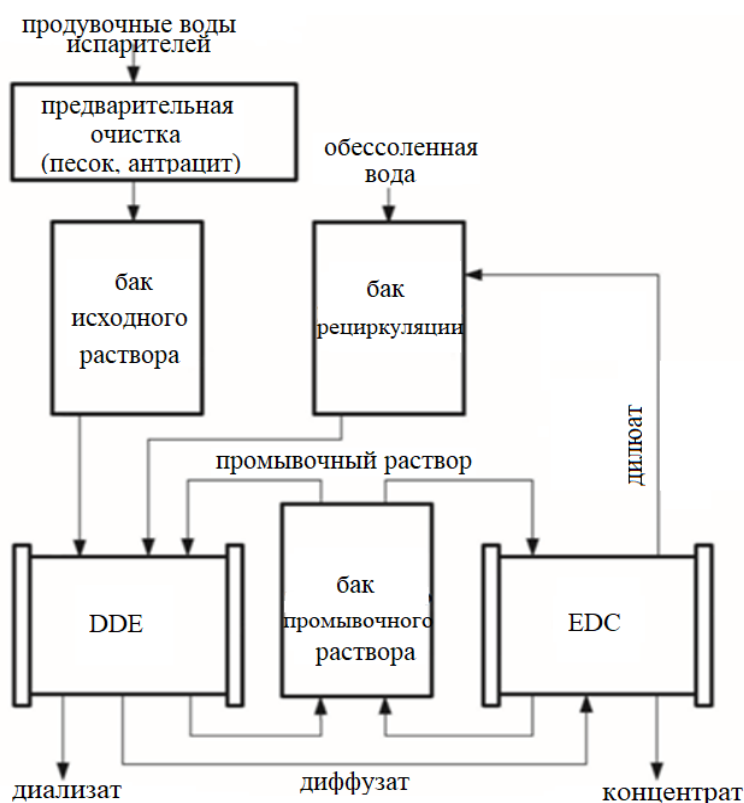 продувочные воды
испарителей
предварительная
очистка
(песок, антрацит)
обессоленная
вода
бак
исходного
раствора
бак
рециркуляции
дилюат
промывочный раствор
DDE
бак
промывочного
раствора
EDC
диализат
диффузат
концентрат